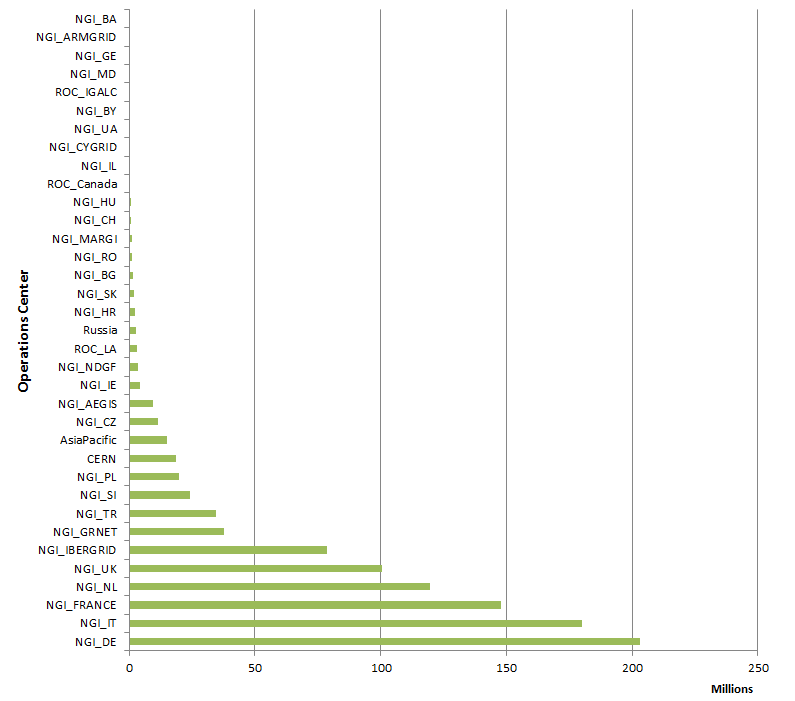 NGI_BA
NGI_ARMGRID
NGI_GE
NGI_MD
ROC_IGALC
NGI_BY
NGI_UA
NGI_CYGRID
NGI_IL
ROC_Canada
NGI_HU
NGI_CH
NGI_MARGI
NGI_RO
NGI_BG
NGI_SK
NGI_HR
Russia
ROC_LA
NGI_NDGF
NGI_IE
NGI_AEGIS
NGI_CZ
AsiaPacific
CERN
NGI_PL
NGI_SI
NGI_TR
NGI_GRNET
NGI_IBERGRID
NGI_UK
NGI_NL
NGI_FRANCE
NGI_IT
NGI_DE
Operations Center
0 50 100 150 200 250
Millions